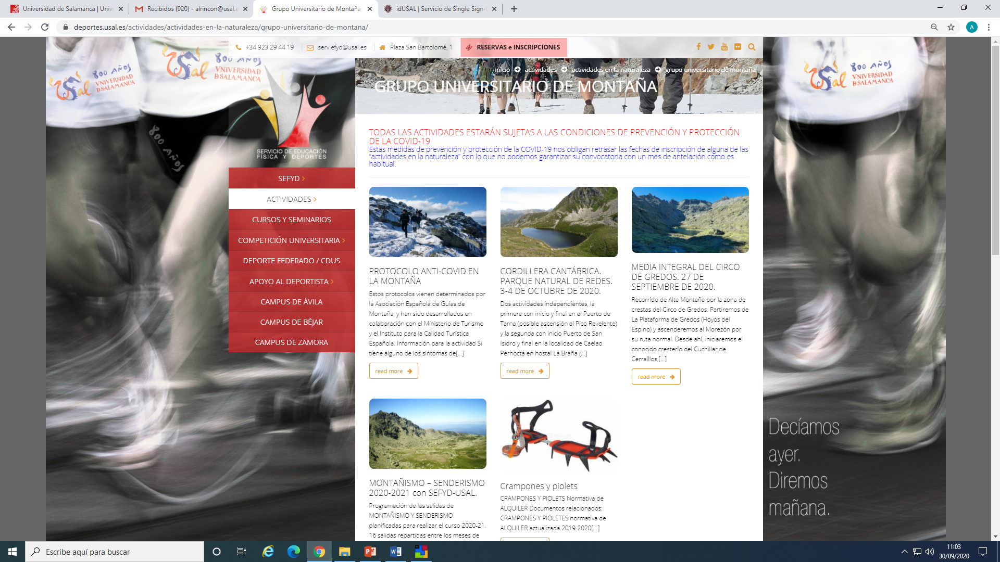 Universidad de Salamanca | Unive
Recibidos (920) - alrincon@usal.e
Grupo Universitario de Montaña
idUSAL | Servicio de Single Sign-
deportes.usal.es/actividades/actividades-en-la-naturaleza/grupo-universitario-de-montana/
A
+34 923 29 44 19
serv.efyd@usal.es
Plaza San Bartolomé, 1
RESERVAS e INSCRIPCIONES
inicio actividades actividades en la naturaleza grupo universitario de montaña
GRUPO UNIVERSITARIO DE MONTAÑA
USal 800 AÑOS
VNIVERSIDAD
D SALAMANCA
USal 800 AÑOS
VNIVERSIDAD
D SALAMANCA
USal 800 AÑOS
VNIVERSIDAD
D SALAMANCA
800 AÑOS
SERVICIO DE EDUCACIÓN
FÍSICA Y DEPORTES
SEFYD
ACTIVIDADES
CURSOS Y SEMINARIOS
COMPETICIÓN UNIVERSITARIA
DEPORTE FEDERADO / CDUS
APOYO AL DEPORTISTA
CAMPUS DE ÁVILA
CAMPUS DE BÉJAR
CAMPUS DE ZAMORA
TODAS LAS ACTIVIDADES ESTARÁN SUJETAS A LAS CONDICIONES DE PREVENCIÓN Y PROTECCIÓN
DE LA COVID-19
Estas medidas de prevención y protección de la COVID-19 nos obligan retrasar las fechas de inscripción de alguna de las
“actividades en la naturaleza” con lo que no podemos garantizar su convocatoria con un mes de antelación como es
habitual.
PROTOCOLO ANTI-COVID EN
LA MONTAÑA
Estos protocolos vienen determinados por
la Asociación Española de Guías de
Montaña, y han sido desarrollados en
colaboración con el Ministerio de Turismo
y el Instituto para la Calidad Turística
Española. Información para la actividad Si
tiene alguno de los síntomas de[...]
read more
CORDILLERA CANTÁBRICA.
PARQUE NATURAL DE REDES.
3-4 DE OCTUBRE DE 2020.
Dos actividades independientes, la
primera con inicio y final en el Puerto de
Tarna (posible ascensión al Pico Revelente)
y la segunda con inicio Puerto de San
Isidro y final en la localidad de Caelao.
Pernocta en hostal La Braña [...]
read more
MEDIA INTEGRAL DEL CIRCO
DE GREDOS. 27 DE
SEPTIEMBRE DE 2020.
Recorrido de Alta Montaña por la zona de
crestas del Circo de Gredos. Partiremos de
La Plataforma de Gredos (Hoyos del
Espino) y ascenderemos al Morezón por
su ruta normal. Desde ahí, iniciaremos el
conocido cresterío del Cuchillar de
Cerraíllos,[...]
read more
MONTAÑISMO – SENDERISMO
2020-2021 con SEFYD-USAL.
Programación de las salidas de
MONTAÑISMO Y SENDERISMO
planificadas para realizar el curso 2020-21.
16 salidas repartidas entre los meses de
Crampones y piolets
CRAMPONES Y PIOLETS Normativa de
ALQUILER Documentos relacionados:
CRAMPONES Y PIOLETES normativa de
ALQUILER actualizada 2019-2020[...]
Decíamos
ayer.
Diremos
mañana.
Escribe aquí para buscar
11:03
30/09/2020